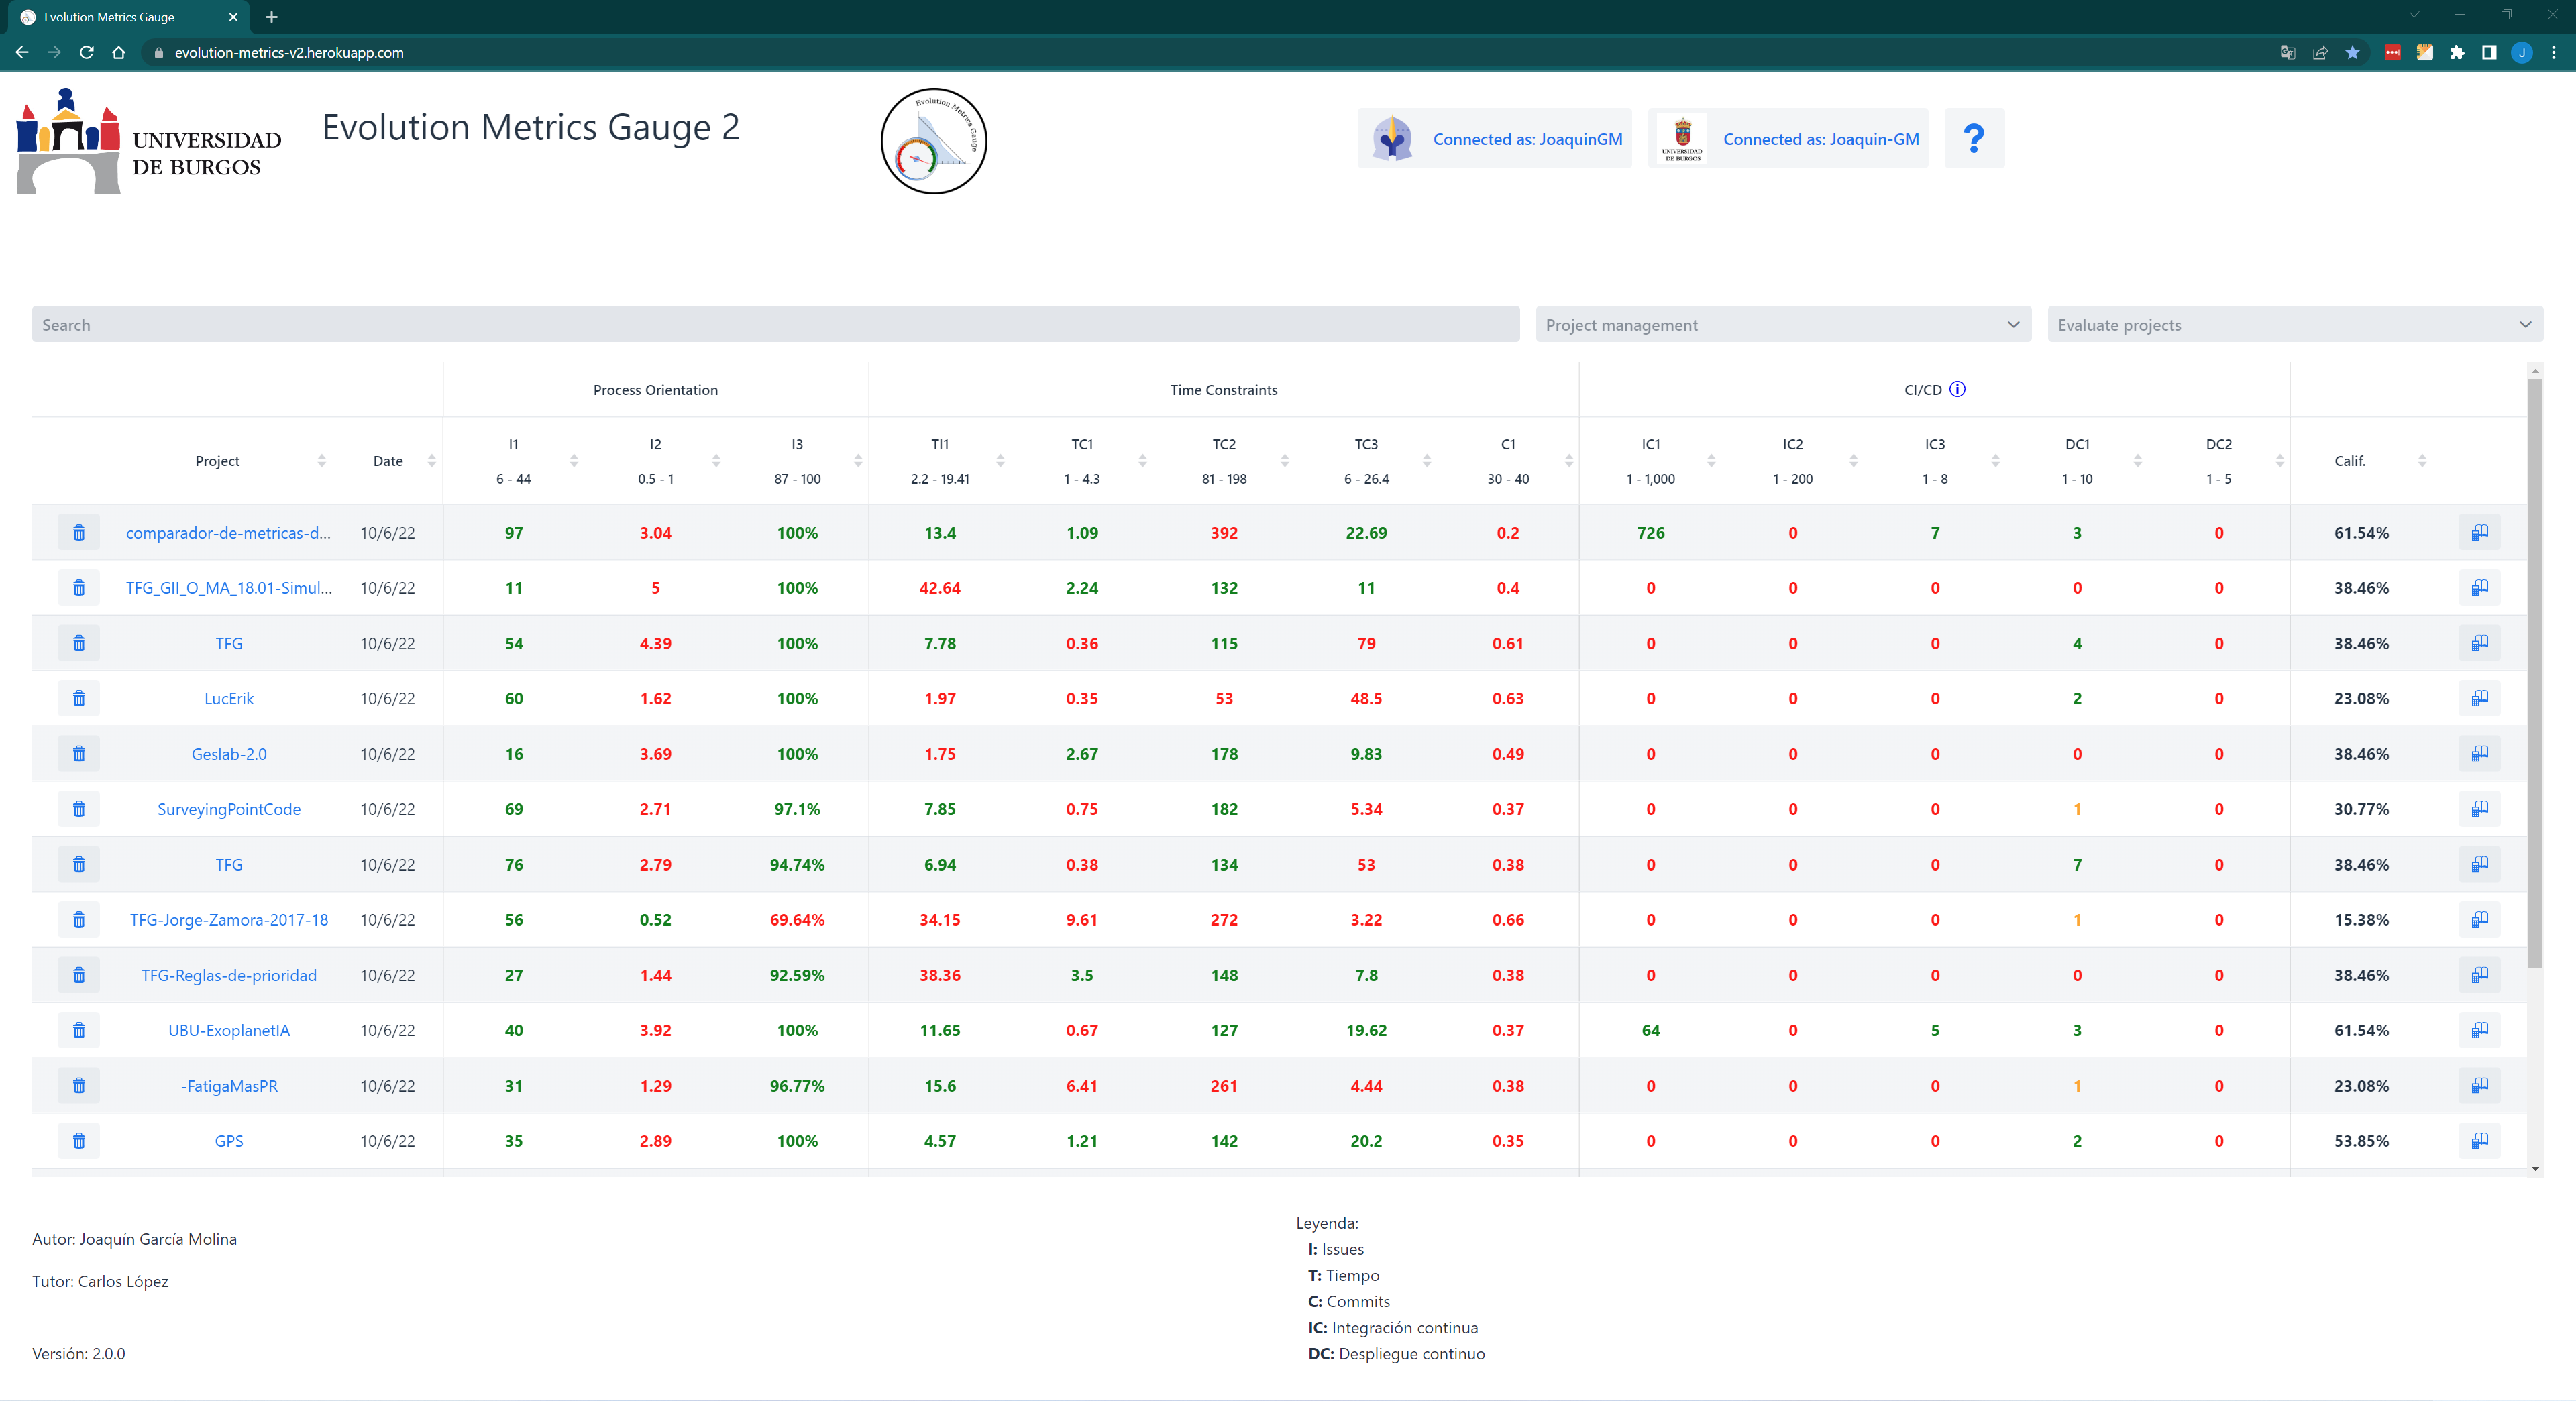 Evolution Metrics Gauge
evolution-metrics-v2.herokuapp.com
J
UNIVERSIDAD
DE BURGOS
Evolution Metrics Gauge 2
Evolution Metrics Gauge
Connected as: JoaquinGM
UNIVERSIDAD
DE BURGOS
Connected as: Joaquin-GM
?
Search
Project management
Evaluate projects
Process Orientation Time Constraints CI/CD
Project Date I1 I2 I3 TI1 TC1 TC2 TC3 C1 IC1 IC2 IC3 DC1 DC2 Calif.
6 - 44 0.5 - 1 87 - 100 2.2 - 19.41 1 - 4.3 81 - 198 6 - 26.4 30 - 40 1 - 1,000 1 - 200 1 - 8 1 - 10 1 - 5
comparador-de-metricas-d... 10/6/22 97 3.04 100% 13.4 1.09 392 22.69 0.2 726 0 7 3 0 61.54%
TFG_GII_O_MA_18.01-Simul... 10/6/22 11 5 100% 42.64 2.24 132 11 0.4 0 0 0 0 0 38.46%
TFG 10/6/22 54 4.39 100% 7.78 0.36 115 79 0.61 0 0 0 4 0 38.46%
LucErik 10/6/22 60 1.62 100% 1.97 0.35 53 48.5 0.63 0 0 0 2 0 23.08%
Geslab-2.0 10/6/22 16 3.69 100% 1.75 2.67 178 9.83 0.49 0 0 0 0 0 38.46%
SurveyingPointCode 10/6/22 69 2.71 97.1% 7.85 0.75 182 5.34 0.37 0 0 0 1 0 30.77%
TFG 10/6/22 76 2.79 94.74% 6.94 0.38 134 53 0.38 0 0 0 7 0 38.46%
TFG-Jorge-Zamora-2017-18 10/6/22 56 0.52 69.64% 34.15 9.61 272 3.22 0.66 0 0 0 1 0 15.38%
TFG-Reglas-de-prioridad 10/6/22 27 1.44 92.59% 38.36 3.5 148 7.8 0.38 0 0 0 0 0 38.46%
UBU-ExoplanetIA 10/6/22 40 3.92 100% 11.65 0.67 127 19.62 0.37 64 0 5 3 0 61.54%
-FatigaMasPR 10/6/22 31 1.29 96.77% 15.6 6.41 261 4.44 0.38 0 0 0 1 0 23.08%
GPS 10/6/22 35 2.89 100% 4.57 1.21 142 20.2 0.35 0 0 0 2 0 53.85%
Autor: Joaquín García Molina
Tutor: Carlos López
Versión: 2.0.0
Leyenda:
I: Issues
T: Tiempo
C: Commits
IC: Integración continua
DC: Despliegue continuo